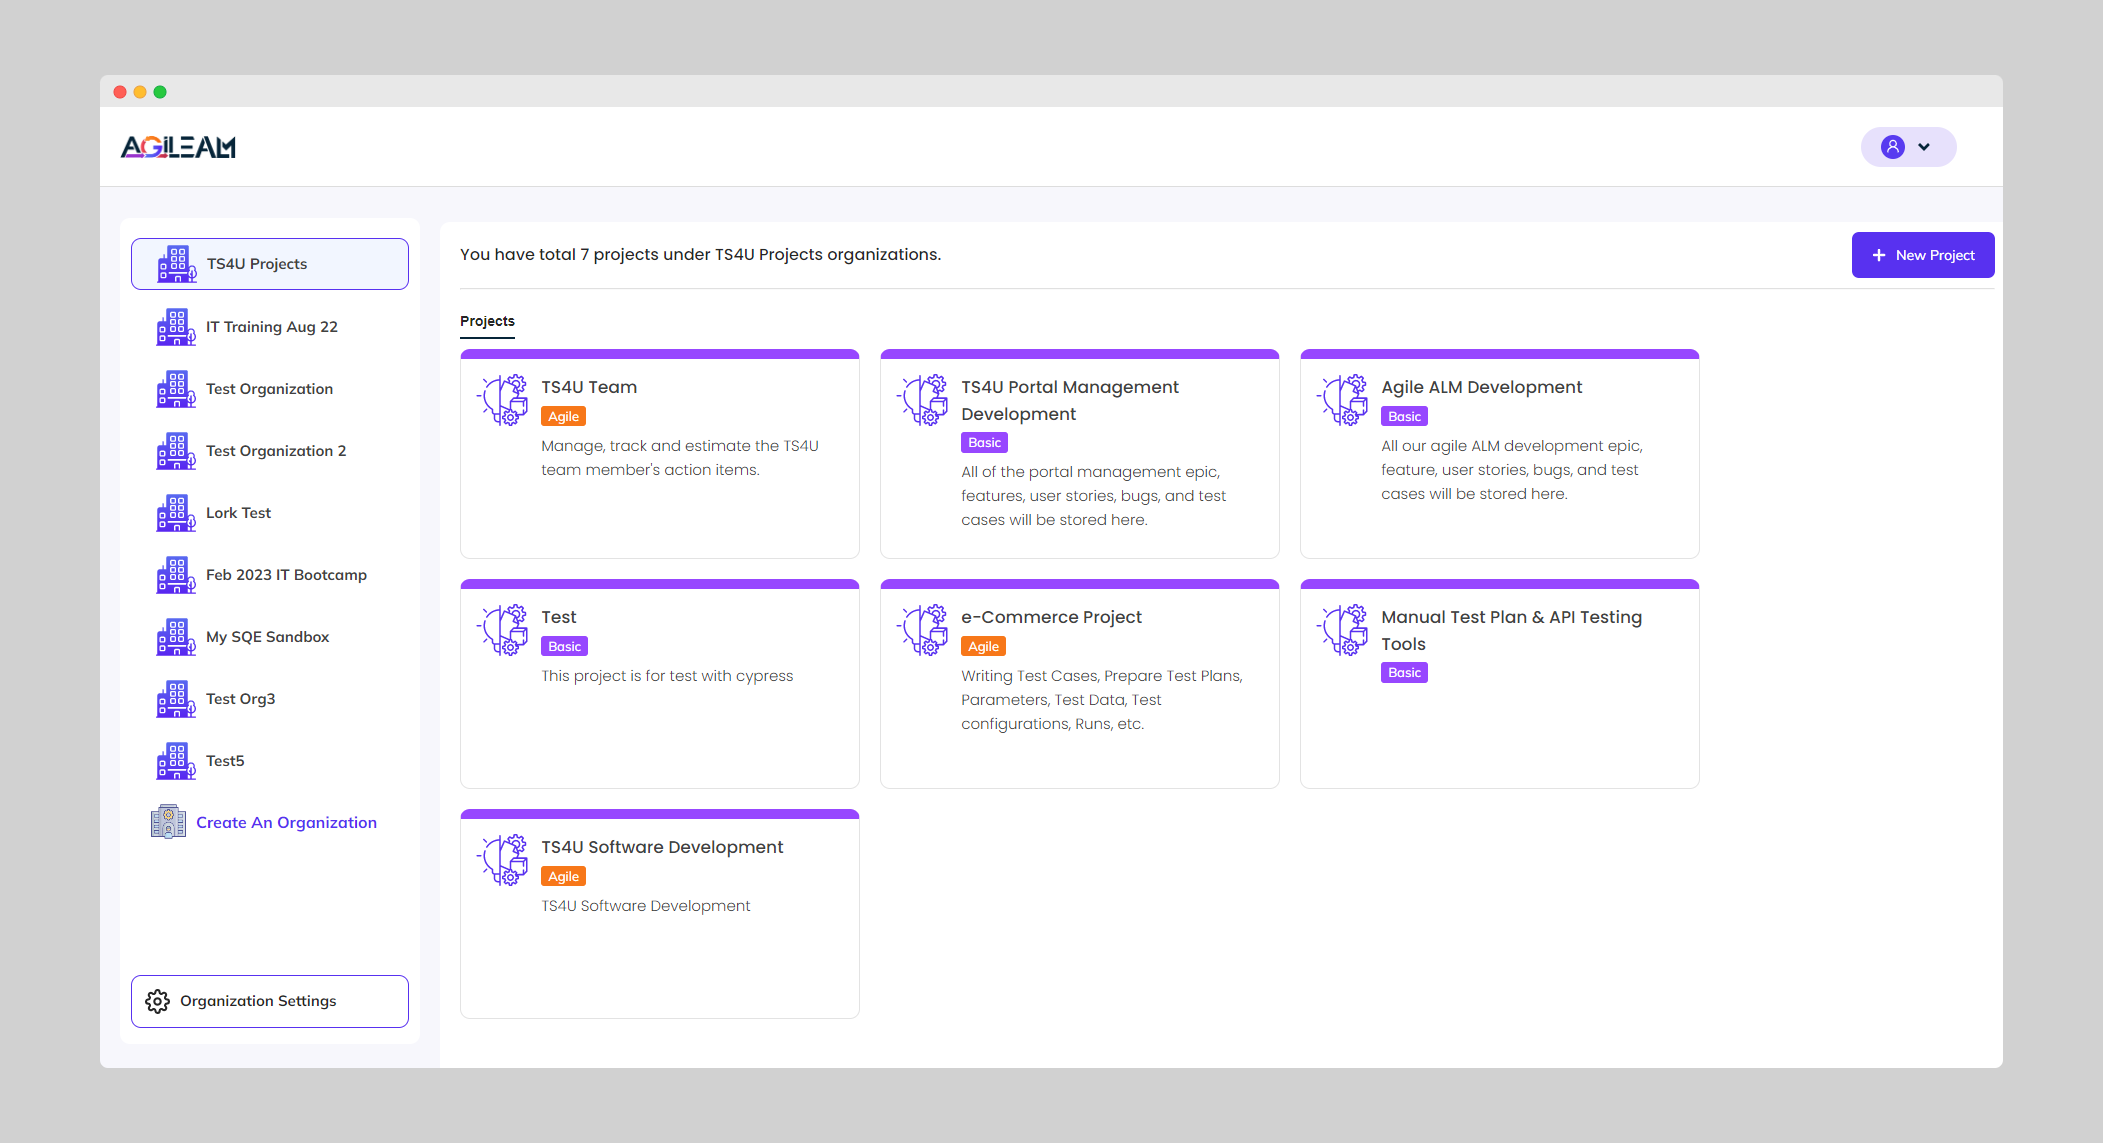 AGILEAM
TS4U Projects
IT Training Aug 22
Test Organization
Test Organization 2
Lork Test
Feb 2023 IT Bootcamp
My SQE Sandbox
Test Org3
Test5
Create An Organization
Organization Settings
You have total 7 projects under TS4U Projects organizations.
+ New Project
Projects
TS4U Team
Agile
Manage, track and estimate the TS4U
team member's action items.
TS4U Portal Management
Development
Basic
All of the portal management epic,
features, user stories, bugs, and test
cases will be stored here.
Agile ALM Development
Basic
All our agile ALM development epic,
feature, user stories, bugs, and test
cases will be stored here.
Test
Basic
This project is for test with cypress
e-Commerce Project
Agile
Writing Test Cases, Prepare Test Plans,
Parameters, Test Data, Test
configurations, Runs, etc.
Manual Test Plan & API Testing
Tools
Basic
TS4U Software Development
Agile
TS4U Software Development